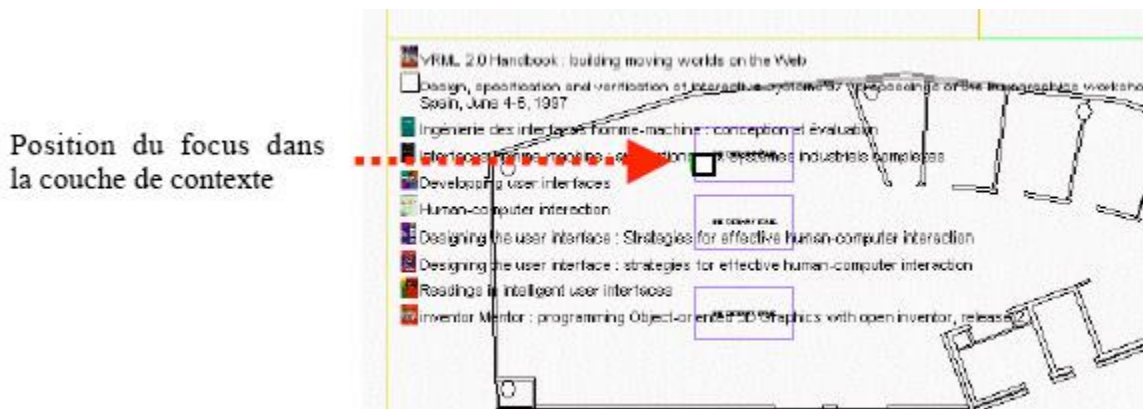 Position du focus dans
la couche de contexte
VRML 2.0 Handbook : building moving worlds on the Web
Design, specification and verification of interactive systems
Spain, June 4-6, 1997
Ingénierie des interfaces homme-machine : conception et évaluation
systèmes industriels complexes
Developping user interfaces
Human-computer interaction
Designing the user interface : Strategies for effective human-computer interaction
Designing the user interface : strategies for effective human-computer interaction
Readings in intelligent user interfaces
inventor Mentor : programming Object-oriented 3D Graphics with open inventor, release 2